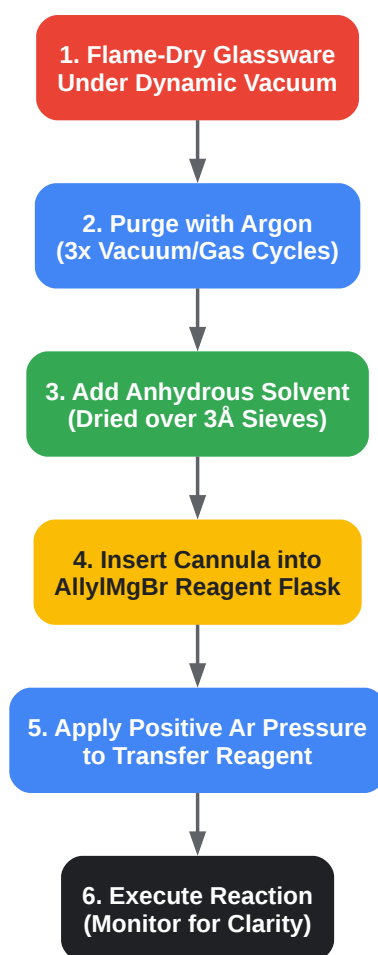 1. Flame-Dry Glassware
Under Dynamic Vacuum
2. Purge with Argon
(3x Vacuum/Gas Cycles)
3. Add Anhydrous Solvent
(Dried over 3Å Sieves)
4. Insert Cannula into
AllylMgBr Reagent Flask
5. Apply Positive Ar Pressure
to Transfer Reagent
6. Execute Reaction
(Monitor for Clarity)